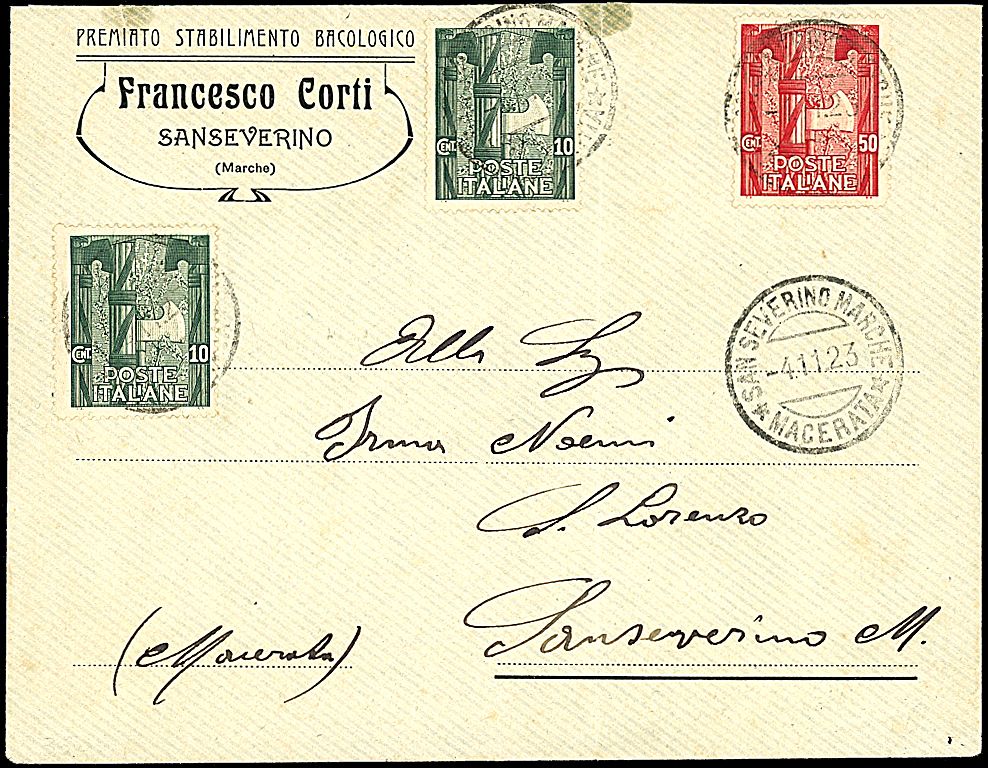 PREMIATO STABILIMENTO BACOLOGICO
Francesco Corti
SANSEVERINO
(Marche)
CENT. 10
POSTE
ITALIANE
CENT. 50
POSTE
ITALIANE
CENT. 10
POSTE
ITALIANE
SAN SEVERINO MARCHE
-4.11.23
MACERATA
Alla
Irma Noemi
S. Lorenzo
Sanseverino M.
(Macerata)